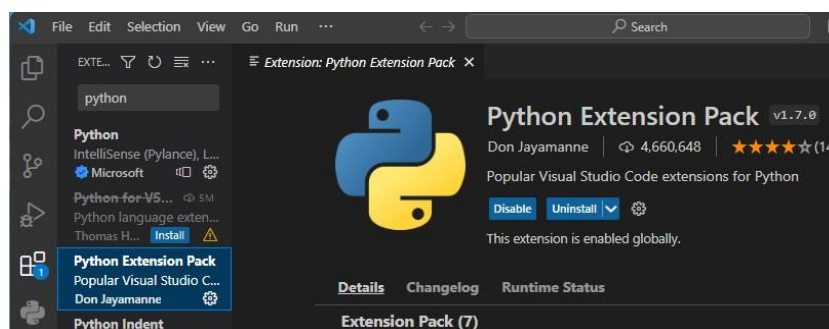 File Edit Selection View Go Run ··· Search
EXTE... ···
python
Python
IntelliSense (Pylance), L...
Microsoft
Python for VS... 5M
Python language exten...
Thomas H... Install
Python Extension Pack
Popular Visual Studio C...
Don Jayamanne
Python Indent
1
Extension: Python Extension Pack
Python Extension Pack v1.7.0
Don Jayamanne 4,660,648 (14
Popular Visual Studio Code extensions for Python
Disable Uninstall
This extension is enabled globally.
Details Changelog Runtime Status
Extension Pack (7)